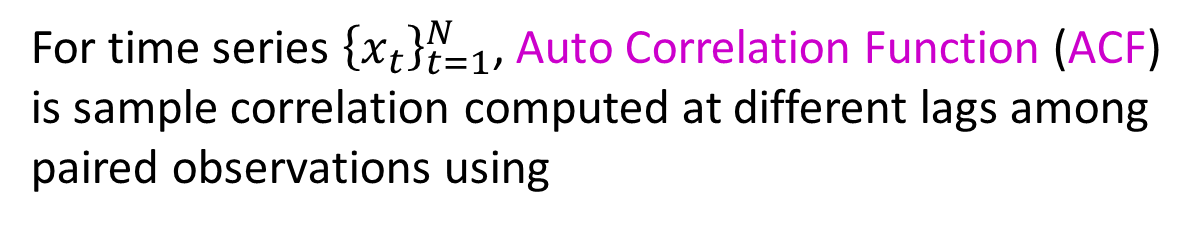 For time series {x_t}_{t=1}^N, Auto Correlation Function (ACF)
is sample correlation computed at different lags among
paired observations using